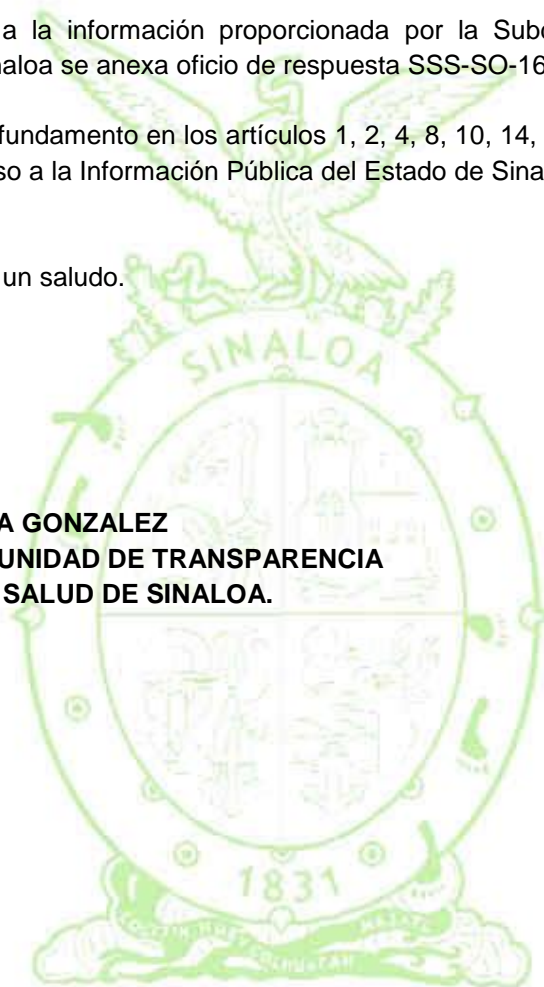 a la información proporcionada por la Subd
naloa se anexa oficio de respuesta SSS-SO-16
fundamento en los artículos 1, 2, 4, 8, 10, 14,
so a la Información Pública del Estado de Sina
un saludo.
SINALOA
A GONZALEZ
UNIDAD DE TRANSPARENCIA
SALUD DE SINALOA.
1831